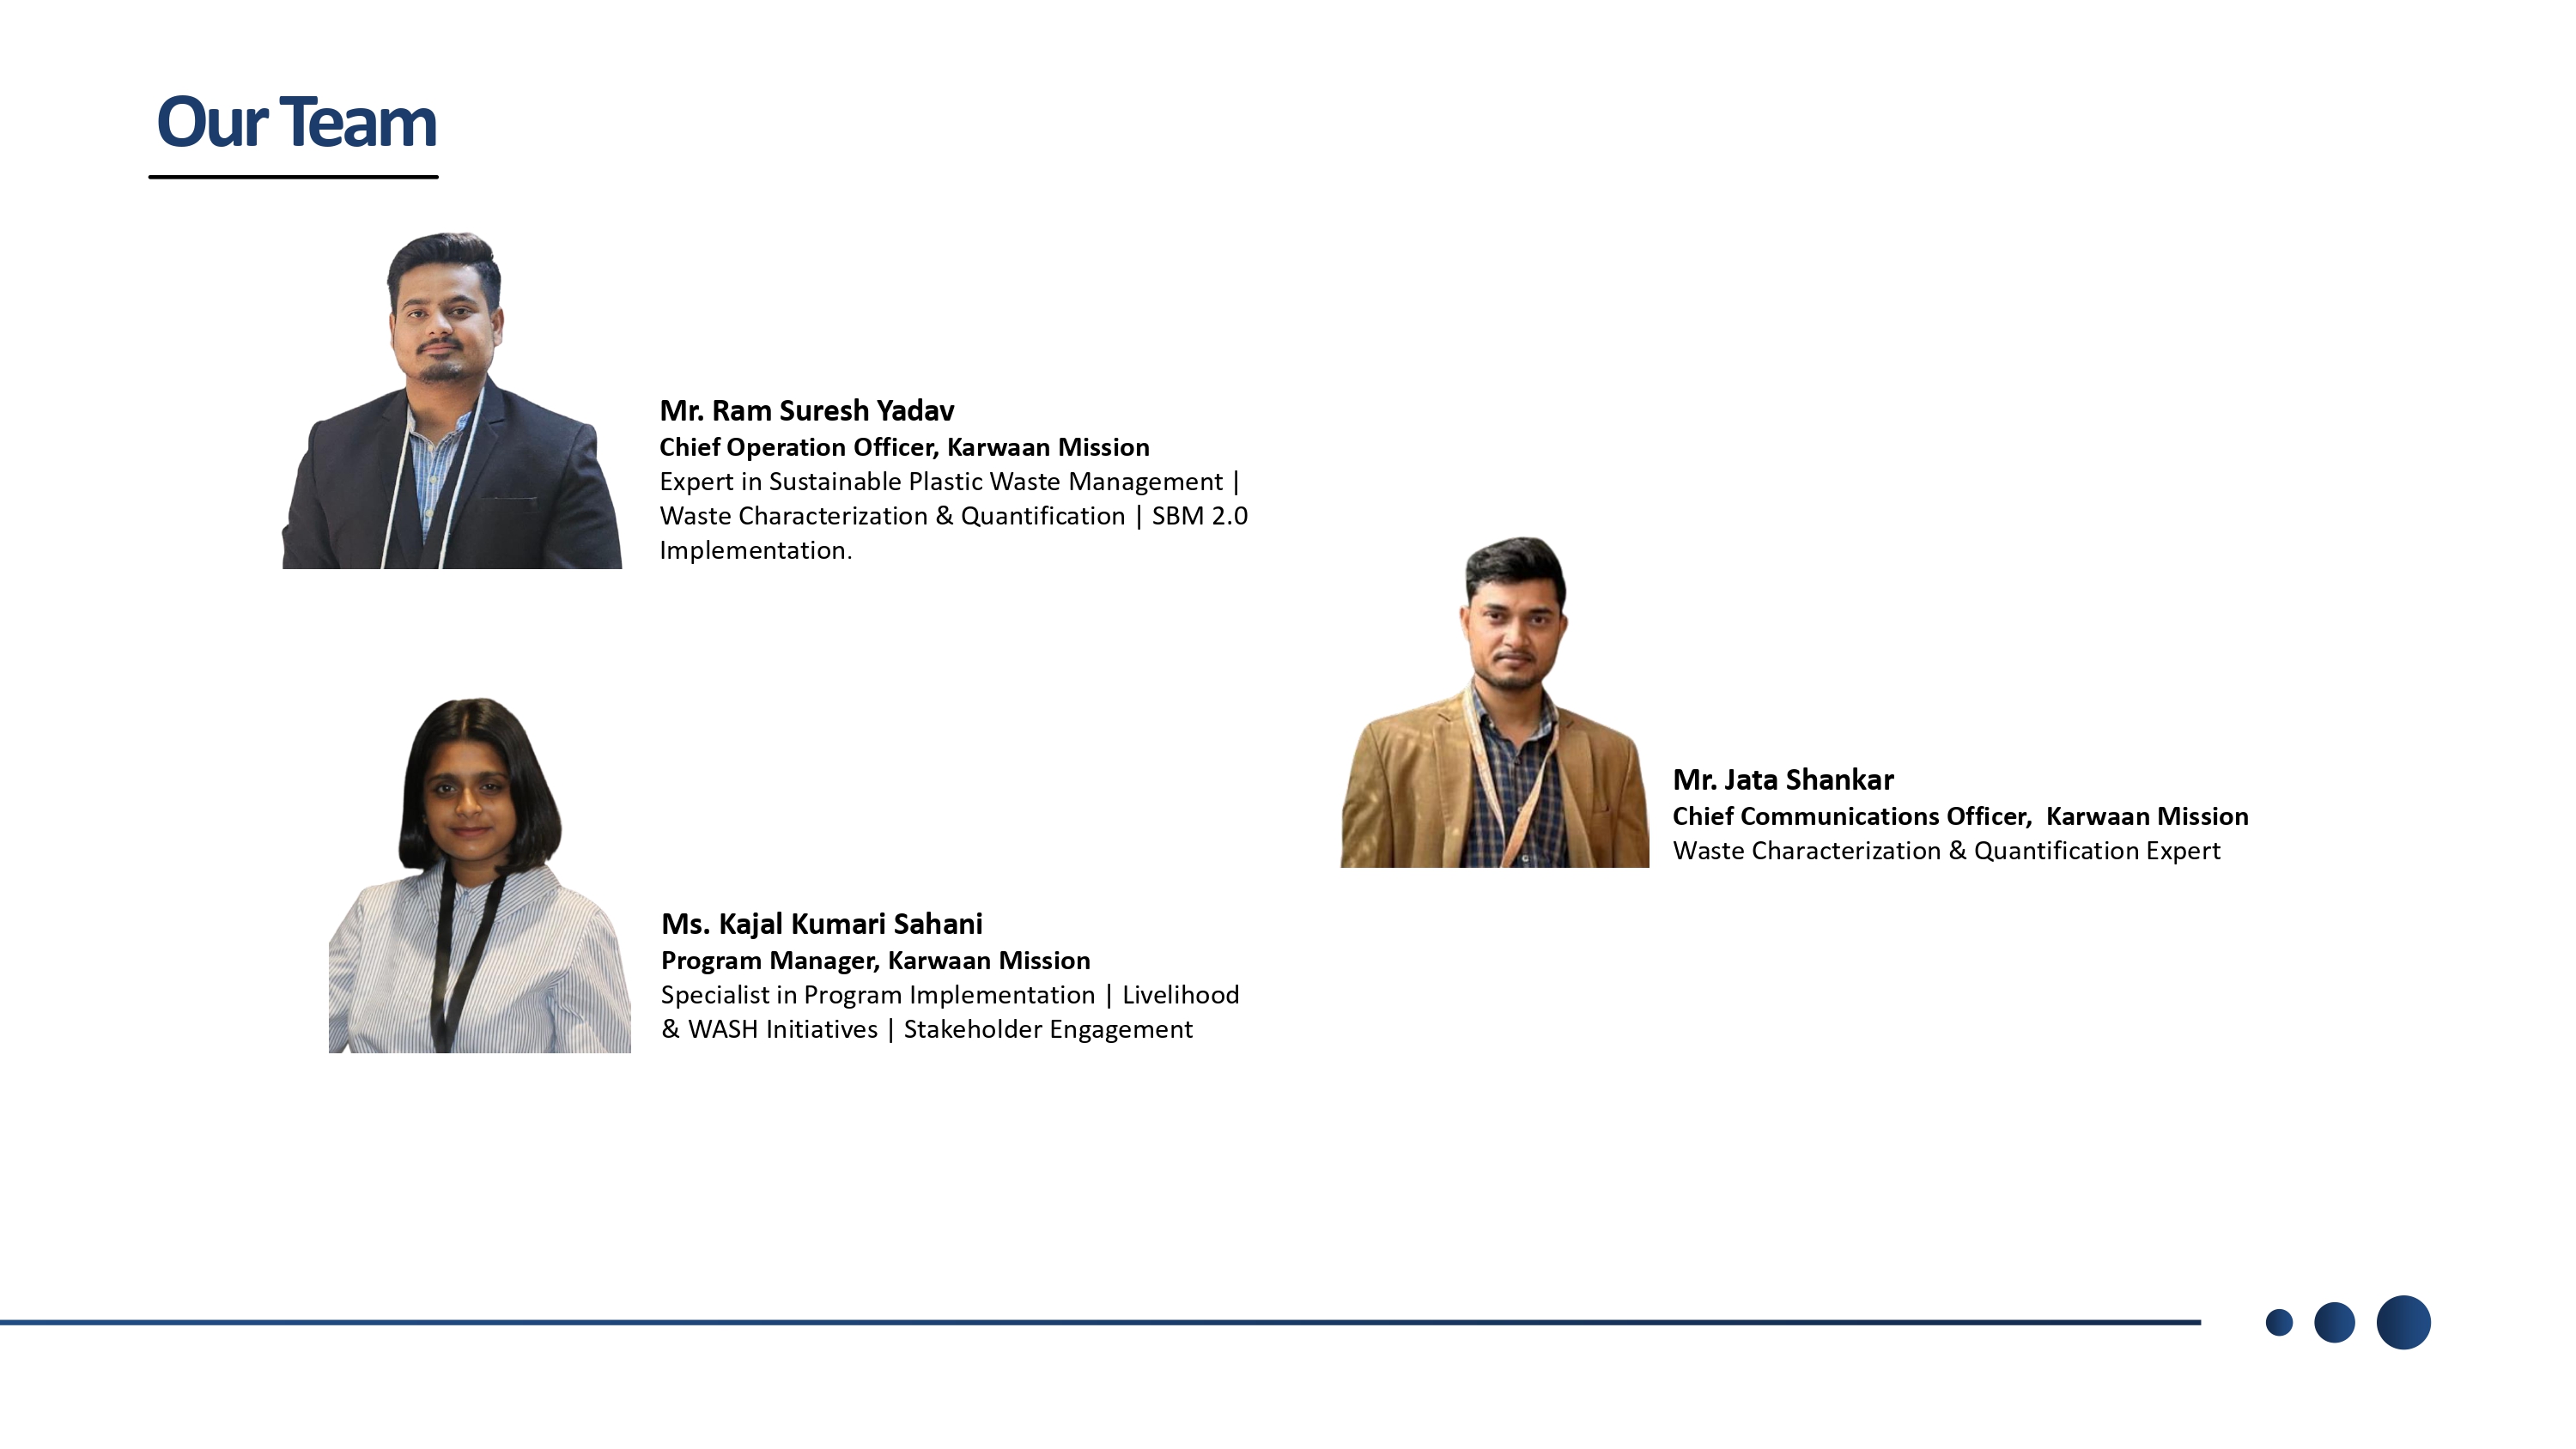 Our Team
Mr. Ram Suresh Yadav
Chief Operation Officer, Karwaan Mission
Expert in Sustainable Plastic Waste Management |
Waste Characterization & Quantification | SBM 2.0
Implementation.
Ms. Kajal Kumari Sahani
Program Manager, Karwaan Mission
Specialist in Program Implementation | Livelihood
& WASH Initiatives | Stakeholder Engagement
Mr. Jata Shankar
Chief Communications Officer,  Karwaan Mission
Waste Characterization & Quantification Expert